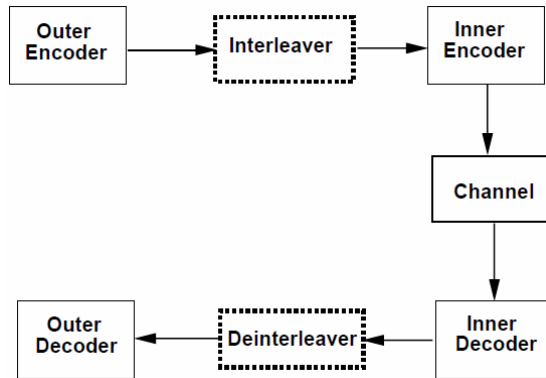 Outer
Encoder
Interleaver
Inner
Encoder
Channel
Outer
Decoder
Deinterleaver
Inner
Decoder